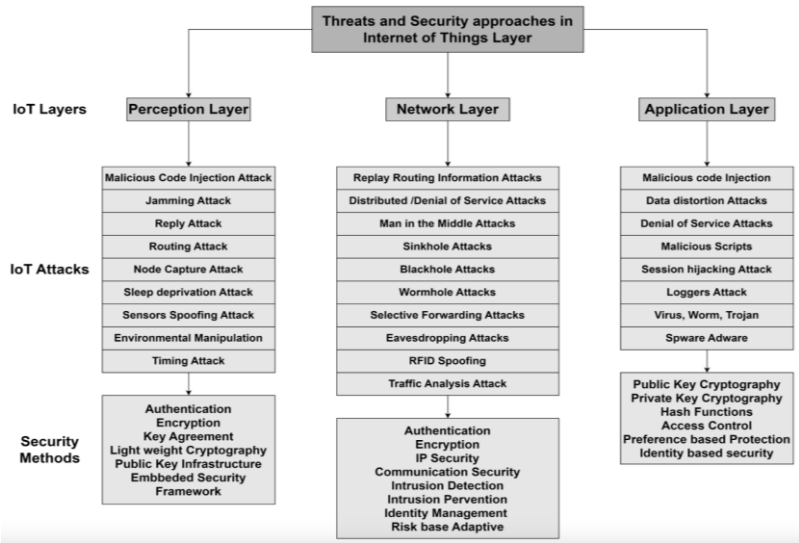 Threats and Security approaches in
Internet of Things Layer
IoT Layers
Perception Layer
Network Layer
Application Layer
IoT Attacks
Malicious Code Injection Attack
Jamming Attack
Reply Attack
Routing Attack
Node Capture Attack
Sleep deprivation Attack
Sensors Spoofing Attack
Environmental Manipulation
Timing Attack
Replay Routing Information Attacks
Distributed /Denial of Service Attacks
Man in the Middle Attacks
Sinkhole Attacks
Blackhole Attacks
Wormhole Attacks
Selective Forwarding Attacks
Eavesdropping Attacks
RFID Spoofing
Traffic Analysis Attack
Malicious code Injection
Data distortion Attacks
Denial of Service Attacks
Malicious Scripts
Session hijacking Attack
Loggers Attack
Virus, Worm, Trojan
Spware Adware
Security
Methods
Authentication
Encryption
Key Agreement
Light weight Cryptography
Public Key Infrastructure
Embbeded Security
Framework
Authentication
Encryption
IP Security
Communication Security
Intrusion Detection
Intrusion Pervention
Identity Management
Risk base Adaptive
Public Key Cryptography
Private Key Cryptography
Hash Functions
Access Control
Preference based Protection
Identity based security